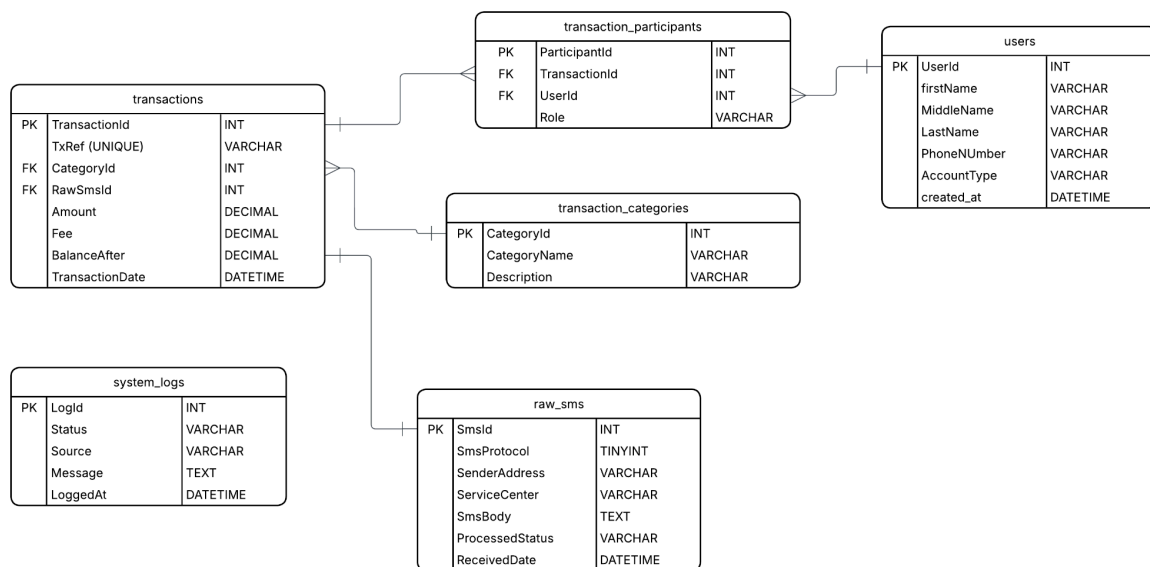 transaction_participants
PK ParticipantId INT
FK TransactionId INT
FK UserId INT
Role VARCHAR
users
PK UserId INT
firstName VARCHAR
MiddleName VARCHAR
LastName VARCHAR
PhoneNUmber VARCHAR
AccountType VARCHAR
created_at DATETIME
transactions
PK TransactionId INT
TxRef (UNIQUE) VARCHAR
FK CategoryId INT
FK RawSmsId INT
Amount DECIMAL
Fee DECIMAL
BalanceAfter DECIMAL
TransactionDate DATETIME
transaction_categories
PK CategoryId INT
CategoryName VARCHAR
Description VARCHAR
system_logs
PK LogId INT
Status VARCHAR
Source VARCHAR
Message TEXT
LoggedAt DATETIME
raw_sms
PK SmsId INT
SmsProtocol TINYINT
SenderAddress VARCHAR
ServiceCenter VARCHAR
SmsBody TEXT
ProcessedStatus VARCHAR
ReceivedDate DATETIME